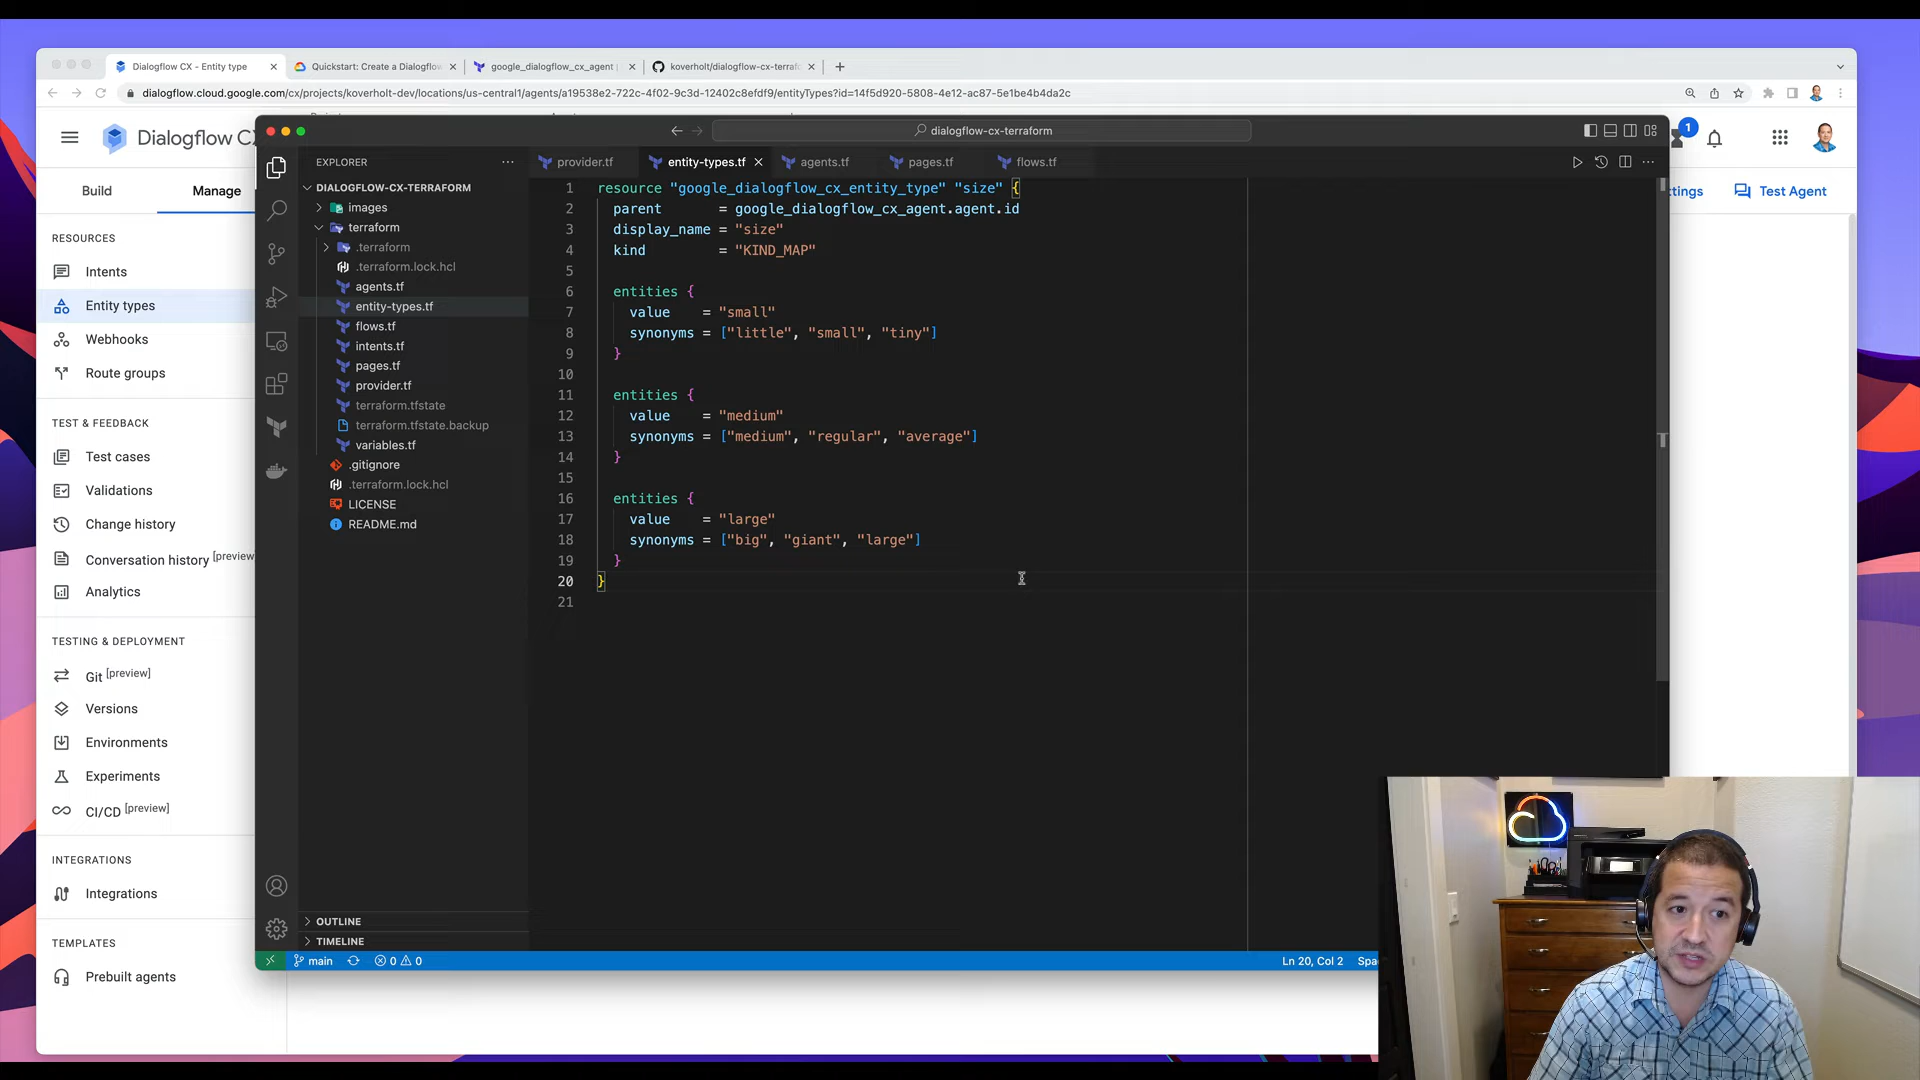 Dialogflow CX - Entity type
Quickstart: Create a Dialogflow
google_dialogflow_cx_agent
koverholt/dialogflow-cx-terraf
dialogflow.cloud.google.com/cx/projects/koverholt-dev/locations/us-central1/agents/a19538e2-722c-4f02-9c3d-12402c8efdf9/entityTypes?id=14f5d920-5808-4e12-ac87-5e1be4b4da2c
Dialogflow CX
1
Build
Manage
ttings
Test Agent
RESOURCES
Intents
Entity types
Webhooks
Route groups
TEST & FEEDBACK
Test cases
Validations
Change history
Conversation history [preview]
Analytics
TESTING & DEPLOYMENT
Git [preview]
Versions
Environments
Experiments
CI/CD [preview]
INTEGRATIONS
Integrations
TEMPLATES
Prebuilt agents
dialogflow-cx-terraform
EXPLORER
DIALOGFLOW-CX-TERRAFORM
images
terraform
.terraform
.terraform.lock.hcl
agents.tf
entity-types.tf
flows.tf
intents.tf
pages.tf
provider.tf
terraform.tfstate
terraform.tfstate.backup
variables.tf
.gitignore
.terraform.lock.hcl
LICENSE
README.md
OUTLINE
TIMELINE
provider.tf
entity-types.tf
agents.tf
pages.tf
flows.tf
1 resource "google_dialogflow_cx_entity_type" "size" {
2 parent = google_dialogflow_cx_agent.agent.id
3 display_name = "size"
4 kind = "KIND_MAP"
5
6 entities {
7 value = "small"
8 synonyms = ["little", "small", "tiny"]
9 }
10
11 entities {
12 value = "medium"
13 synonyms = ["medium", "regular", "average"]
14 }
15
16 entities {
17 value = "large"
18 synonyms = ["big", "giant", "large"]
19 }
20 }
21
main
0 0
Ln 20, Col 2
Spa